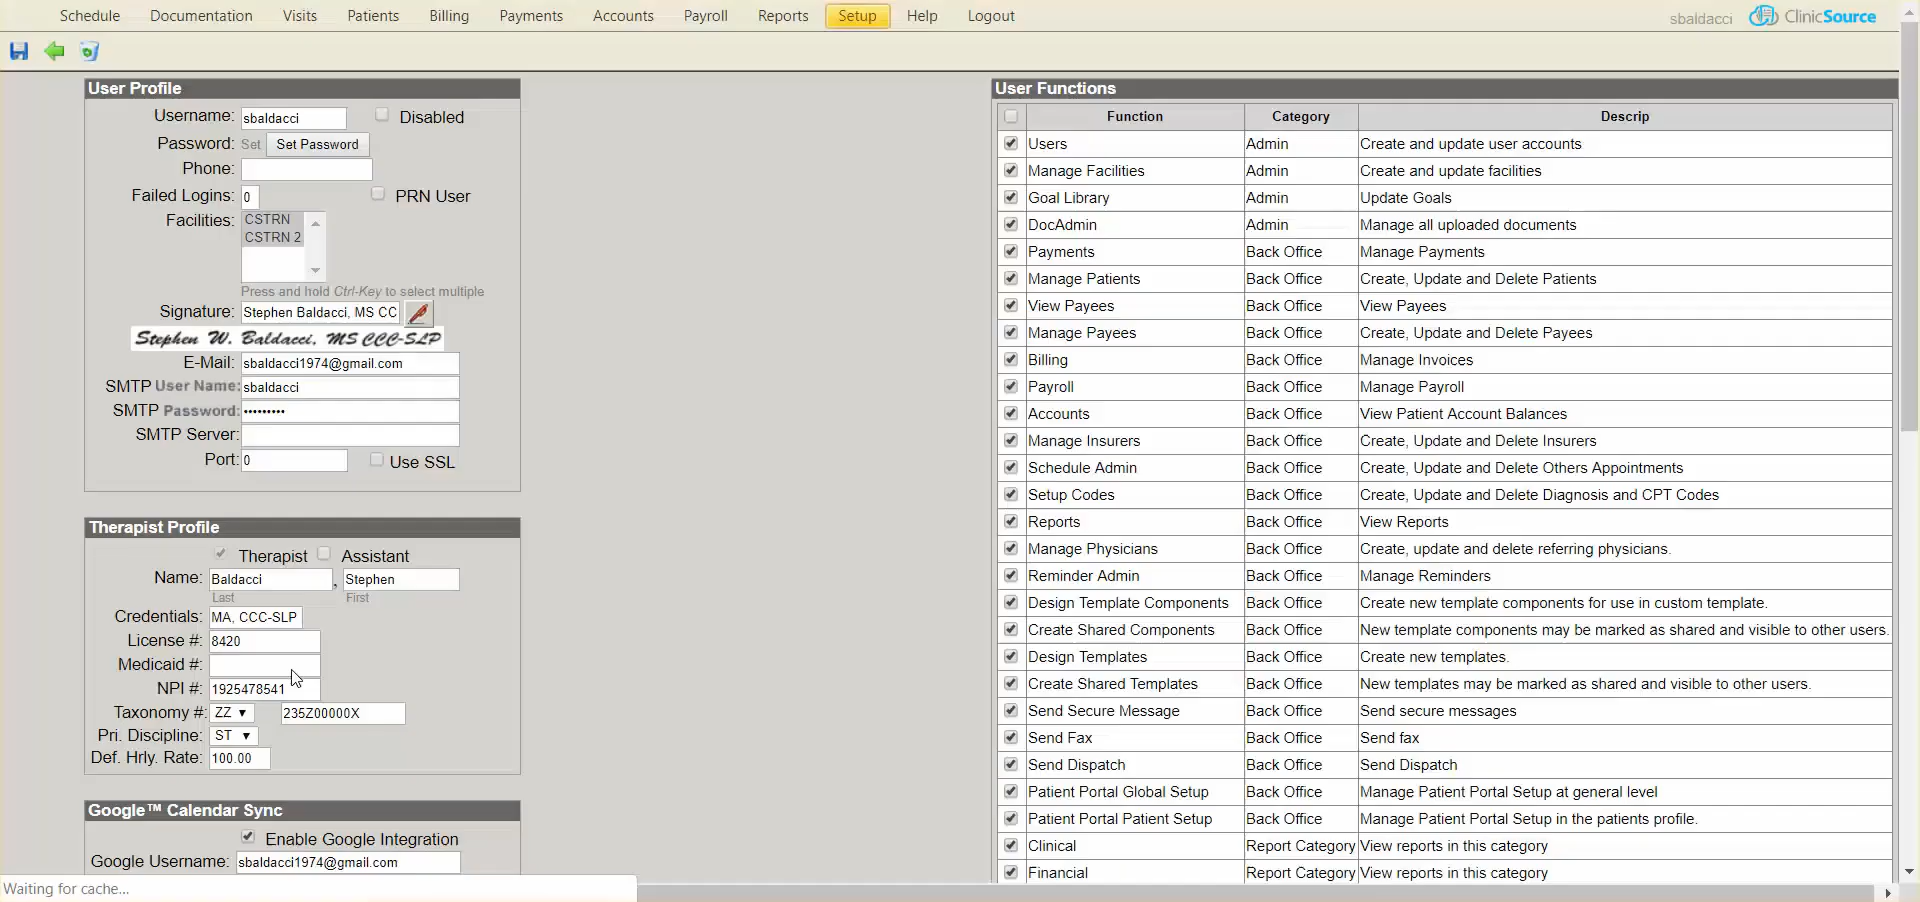 Schedule Documentation Visits Patients Billing Payments Accounts Payroll Reports Setup Help Logout sbaldacci ClinicSource
User Profile
Username: sbaldacci Disabled
Password: Set Set Password
Phone:
Failed Logins: 0 PRN User
Facilities: CSTRN
CSTRN 2
Press and hold Ctrl-Key to select multiple
Signature: Stephen Baldacci, MS CC
Stephen W. Baldacci, MS CCC-SLP
E-Mail: sbaldacci1974@gmail.com
SMTP User Name: sbaldacci
SMTP Password: •••••••••
SMTP Server:
Port: 0 Use SSL
Therapist Profile
Therapist Assistant
Name: Baldacci , Stephen
Last First
Credentials: MA, CCC-SLP
License #: 8420
Medicaid #:
NPI #: 1925478541
Taxonomy #: ZZ 235Z00000X
Pri. Discipline: ST
Def. Hrly. Rate: 100.00
Google™ Calendar Sync
Enable Google Integration
Google Username: sbaldacci1974@gmail.com
Waiting for cache...
User Functions
Function Category Descrip
Users Admin Create and update user accounts
Manage Facilities Admin Create and update facilities
Goal Library Admin Update Goals
DocAdmin Admin Manage all uploaded documents
Payments Back Office Manage Payments
Manage Patients Back Office Create, Update and Delete Patients
View Payees Back Office View Payees
Manage Payees Back Office Create, Update and Delete Payees
Billing Back Office Manage Invoices
Payroll Back Office Manage Payroll
Accounts Back Office View Patient Account Balances
Manage Insurers Back Office Create, Update and Delete Insurers
Schedule Admin Back Office Create, Update and Delete Others Appointments
Setup Codes Back Office Create, Update and Delete Diagnosis and CPT Codes
Reports Back Office View Reports
Manage Physicians Back Office Create, update and delete referring physicians.
Reminder Admin Back Office Manage Reminders
Design Template Components Back Office Create new template components for use in custom template.
Create Shared Components Back Office New template components may be marked as shared and visible to other users.
Design Templates Back Office Create new templates.
Create Shared Templates Back Office New templates may be marked as shared and visible to other users.
Send Secure Message Back Office Send secure messages
Send Fax Back Office Send fax
Send Dispatch Back Office Send Dispatch
Patient Portal Global Setup Back Office Manage Patient Portal Setup at general level
Patient Portal Patient Setup Back Office Manage Patient Portal Setup in the patients profile.
Clinical Report Category View reports in this category
Financial Report Category View reports in this category